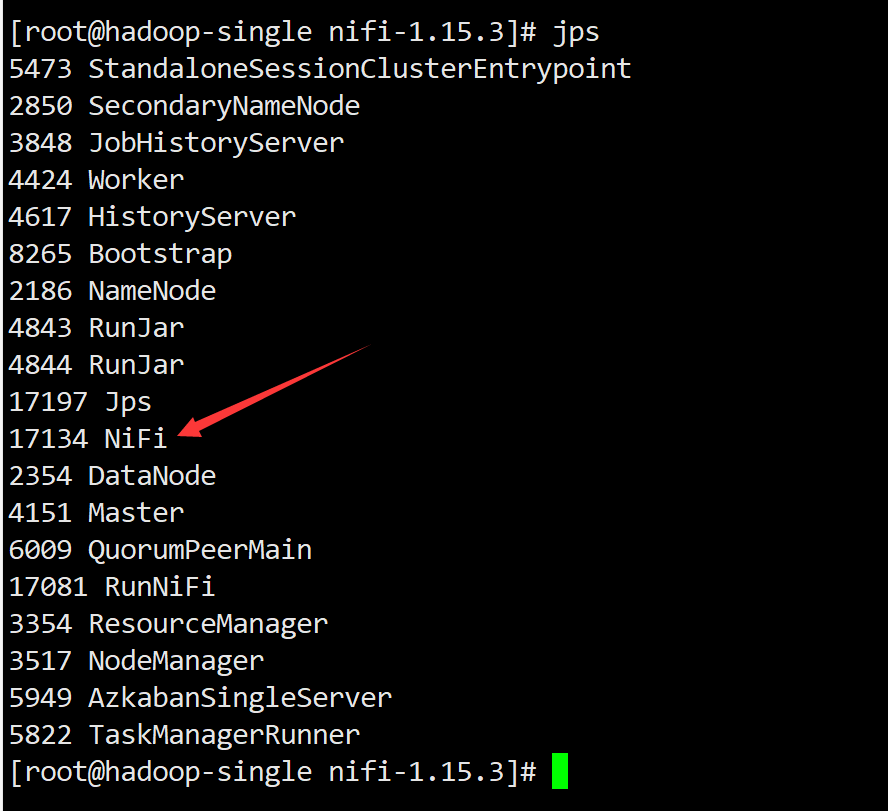 [root@hadoop-single nifi-1.15.3]# jps
5473 StandaloneSessionClusterEntrypoint
2850 SecondaryNameNode
3848 JobHistoryServer
4424 Worker
4617 HistoryServer
8265 Bootstrap
2186 NameNode
4843 RunJar
4844 RunJar
17197 Jps
17134 NiFi
2354 DataNode
4151 Master
6009 QuorumPeerMain
17081 RunNiFi
3354 ResourceManager
3517 NodeManager
5949 AzkabanSingleServer
5822 TaskManagerRunner
[root@hadoop-single nifi-1.15.3]#